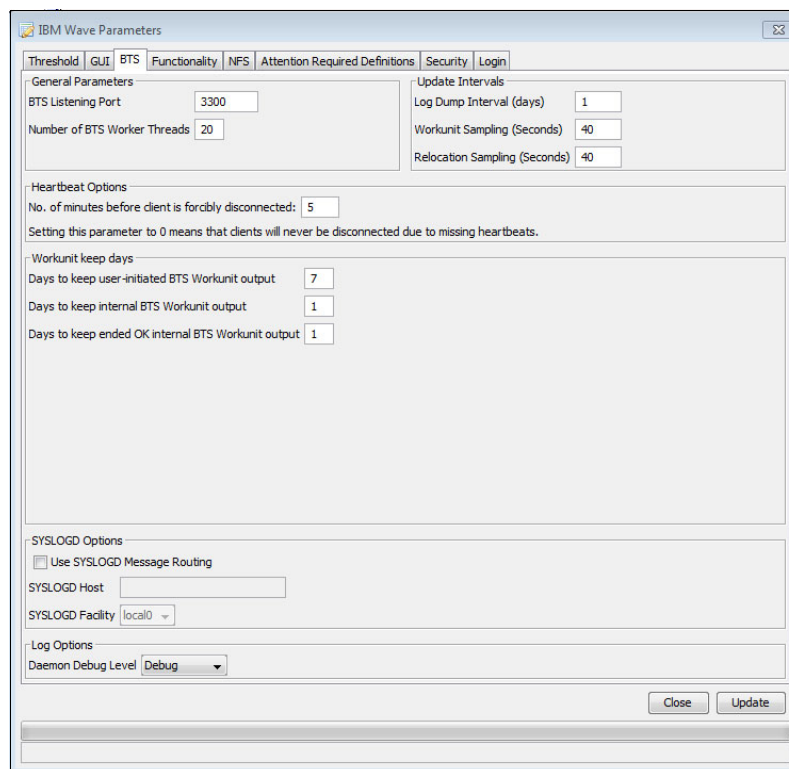 IBM Wave Parameters
Threshold GUI BTS Functionality NFS Attention Required Definitions Security Login
General Parameters
BTS Listening Port 3300
Number of BTS Worker Threads 20
Update Intervals
Log Dump Interval (days) 1
Workunit Sampling (Seconds) 40
Relocation Sampling (Seconds) 40
Heartbeat Options
No. of minutes before client is forcibly disconnected: 5
Setting this parameter to 0 means that clients will never be disconnected due to missing heartbeats.
Workunit keep days
Days to keep user-initiated BTS Workunit output 7
Days to keep internal BTS Workunit output 1
Days to keep ended OK internal BTS Workunit output 1
SYSLOGD Options
Use SYSLOGD Message Routing
SYSLOGD Host
SYSLOGD Facility local0
Log Options
Daemon Debug Level Debug
Close Update